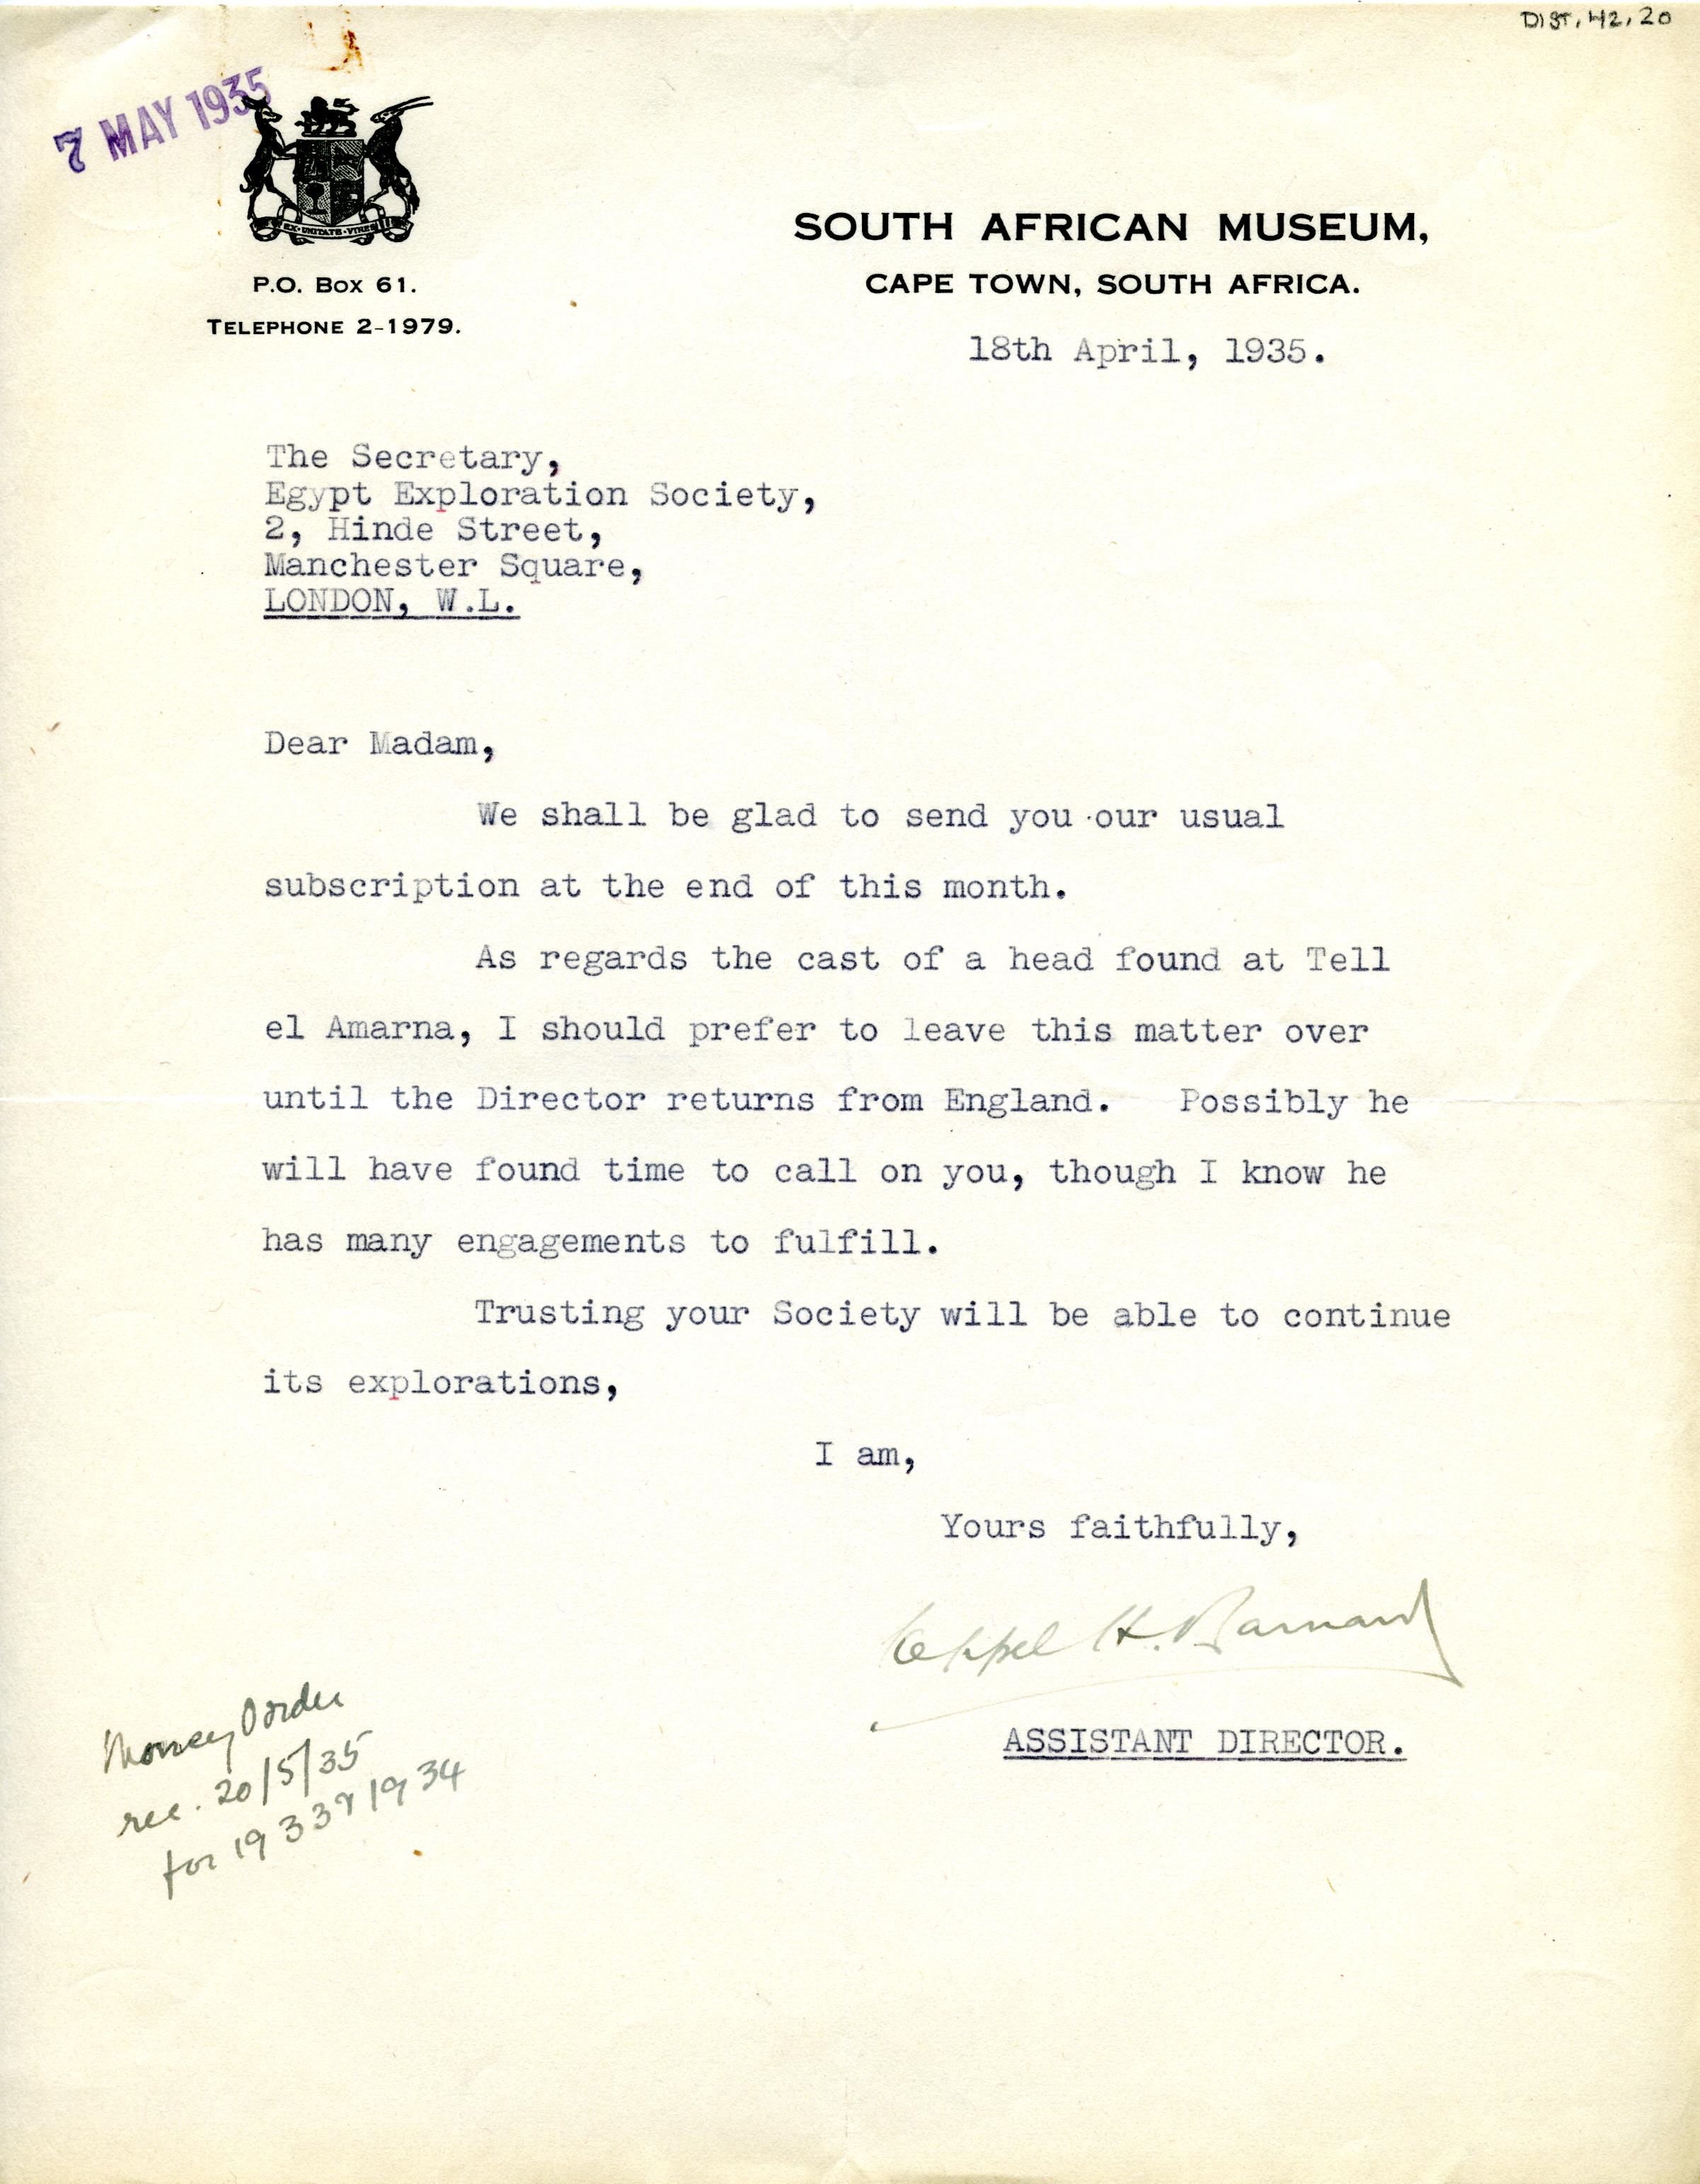 DIST. 42.20
7 MAY 1935
EX·UNITATE·VIRES
P.O. Box 61.
TELEPHONE 2-1979.
SOUTH AFRICAN MUSEUM,
CAPE TOWN, SOUTH AFRICA.
18th April, 1935.
The Secretary,
Egypt Exploration Society,
2, Hinde Street,
Manchester Square,
LONDON, W.L.
Dear Madam,
We shall be glad to send you our usual
subscription at the end of this month.
As regards the cast of a head found at Tell
el Amarna, I should prefer to leave this matter over
until the Director returns from England. Possibly he
will have found time to call on you, though I know he
has many engagements to fulfill.
Trusting your Society will be able to continue
its explorations,
I am,
Yours faithfully,
Keppel H. Barnard
ASSISTANT DIRECTOR.
Money Order
rec. 20/5/35
for 1933 & 1934